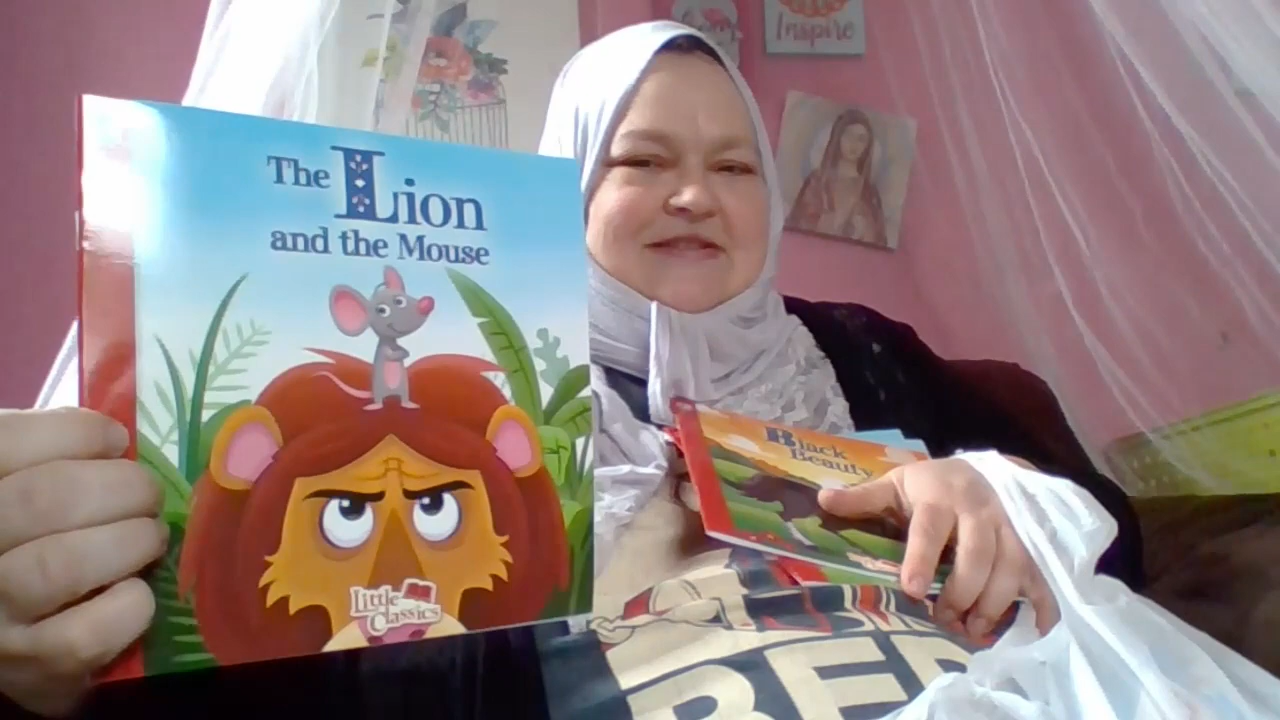 The Lion
and the Mouse
Little
Classics
Inspire
Black
Beauty